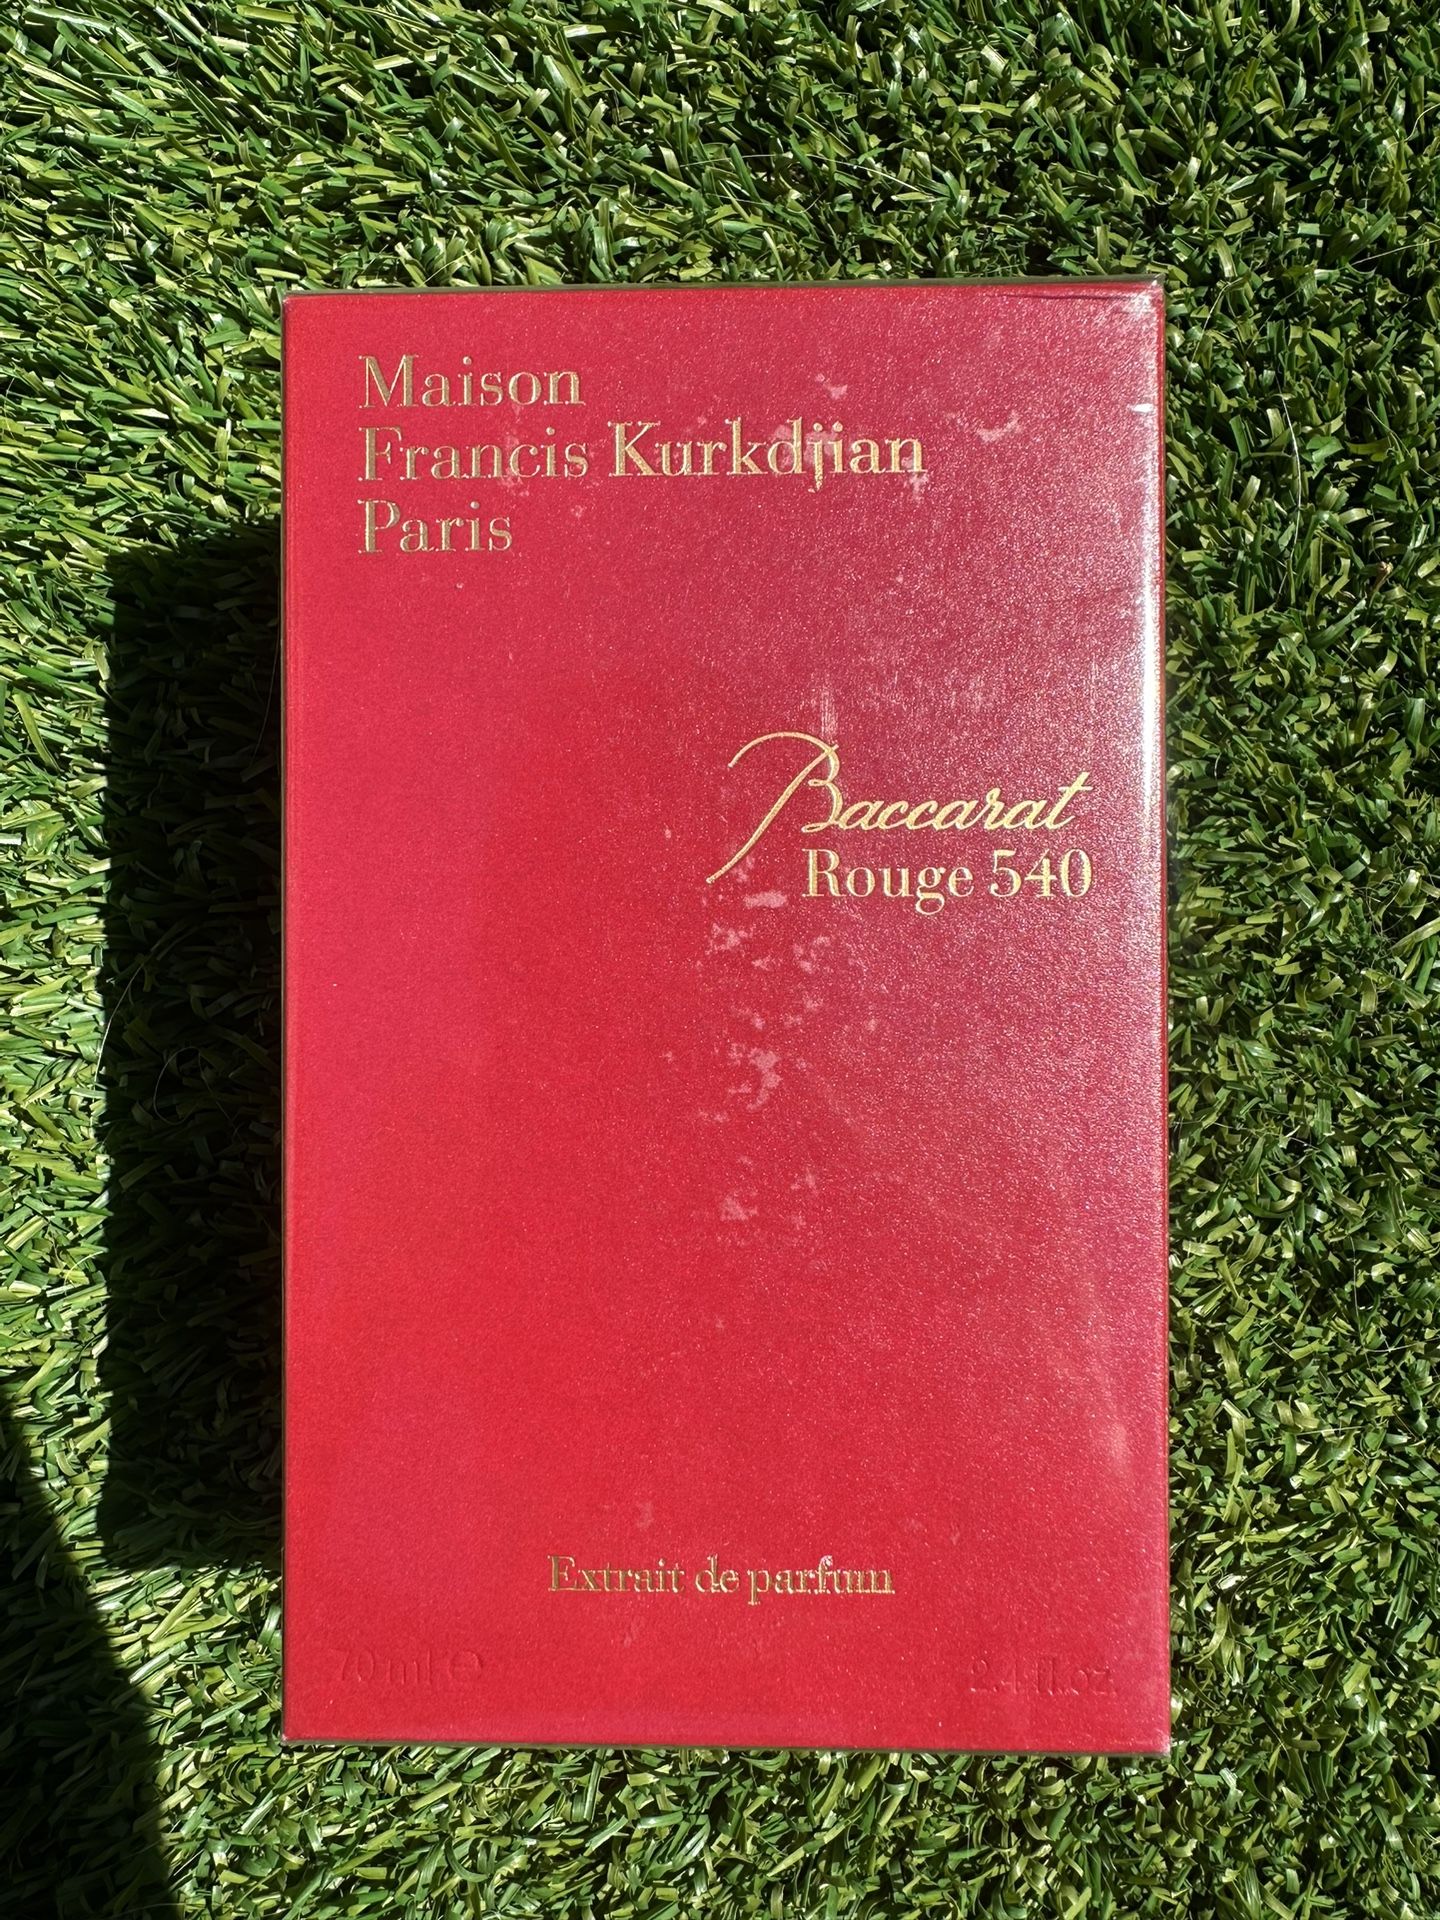 Maison
Francis Kurkdjian
Paris
Baccarat
Rouge 540
Extrait de parfum
70 ml ℮ 2.4 fl.oz.